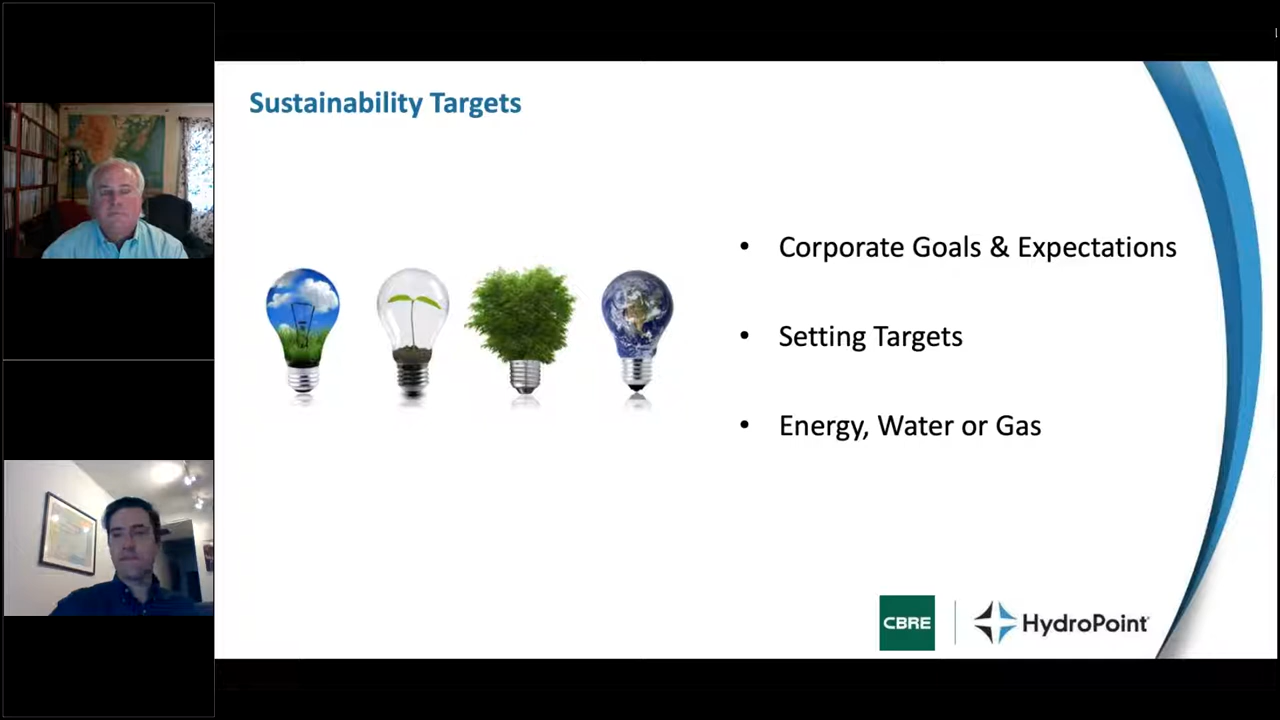 Sustainability Targets
• Corporate Goals & Expectations
• Setting Targets
• Energy, Water or Gas
CBRE
HydroPoint